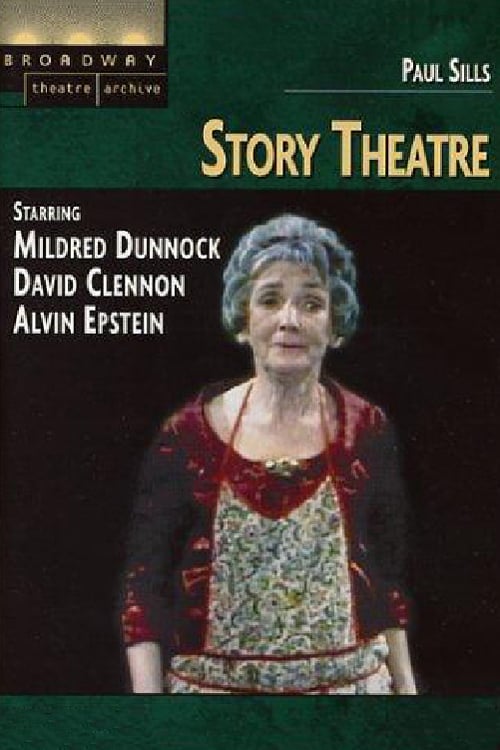 BROADWAY
theatre archive
PAUL SILLS
STORY THEATRE
STARRING
MILDRED DUNNOCK
DAVID CLENNON
ALVIN EPSTEIN